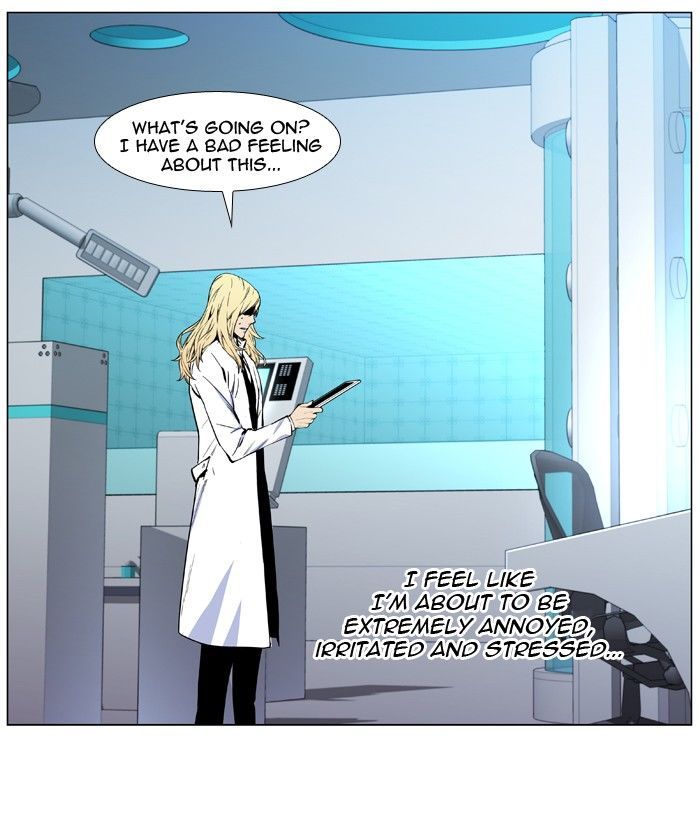 WHAT'S GOING ON?
I HAVE A BAD FEELING
ABOUT THIS...
I FEEL LIKE
I'M ABOUT TO BE
EXTREMELY ANNOYED,
IRRITATED AND STRESSED...